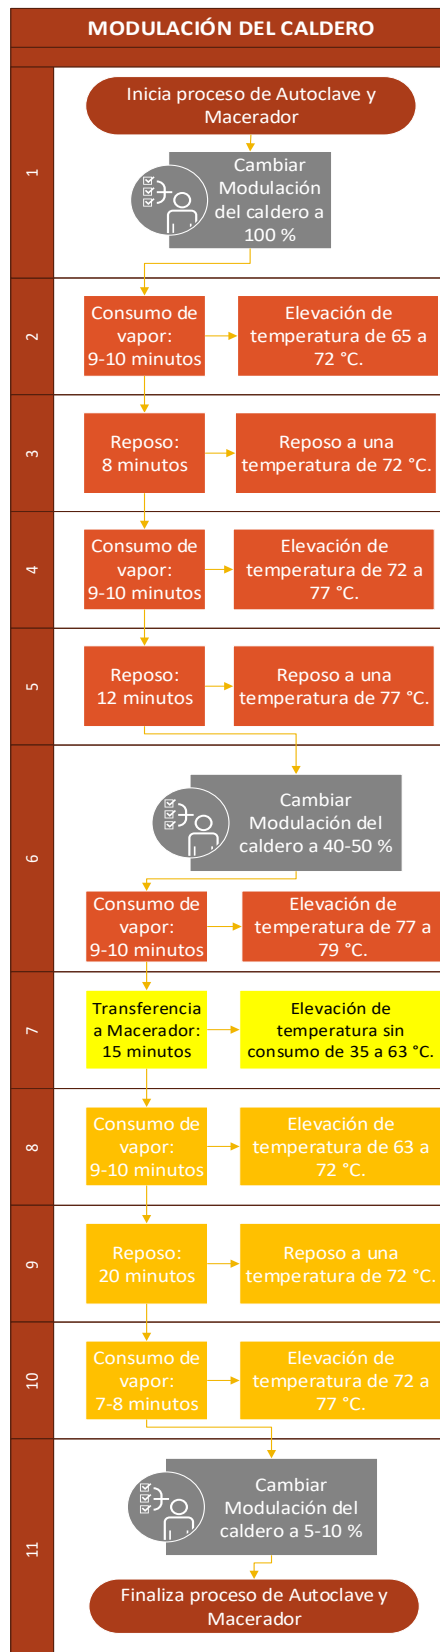 MODULACIÓN DEL CALDERO
1
Inicia proceso de Autoclave y
Macerador
Cambiar
Modulación
del caldero a
100 %
2
Consumo de
vapor:
9-10 minutos
Elevación de
temperatura de 65 a
72 °C.
3
Reposo:
8 minutos
Reposo a una
temperatura de 72 °C.
4
Consumo de
vapor:
9-10 minutos
Elevación de
temperatura de 72 a
77 °C.
5
Reposo:
12 minutos
Reposo a una
temperatura de 77 °C.
6
Cambiar
Modulación del
caldero a 40-50 %
Consumo de
vapor:
9-10 minutos
Elevación de
temperatura de 77 a
79 °C.
7
Transferencia
a Macerador:
15 minutos
Elevación de
temperatura sin
consumo de 35 a 63 °C.
8
Consumo de
vapor:
9-10 minutos
Elevación de
temperatura de 63 a
72 °C.
9
Reposo:
20 minutos
Reposo a una
temperatura de 72 °C.
10
Consumo de
vapor:
7-8 minutos
Elevación de
temperatura de 72 a
77 °C.
11
Cambiar
Modulación del
caldero a 5-10 %
Finaliza proceso de Autoclave y
Macerador